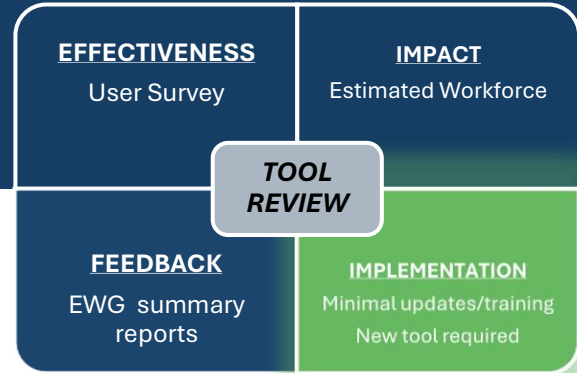 EFFECTIVENESS
User Survey
IMPACT
Estimated Workforce
TOOL
REVIEW
FEEDBACK
EWG summary
reports
IMPLEMENTATION
Minimal updates/training
New tool required